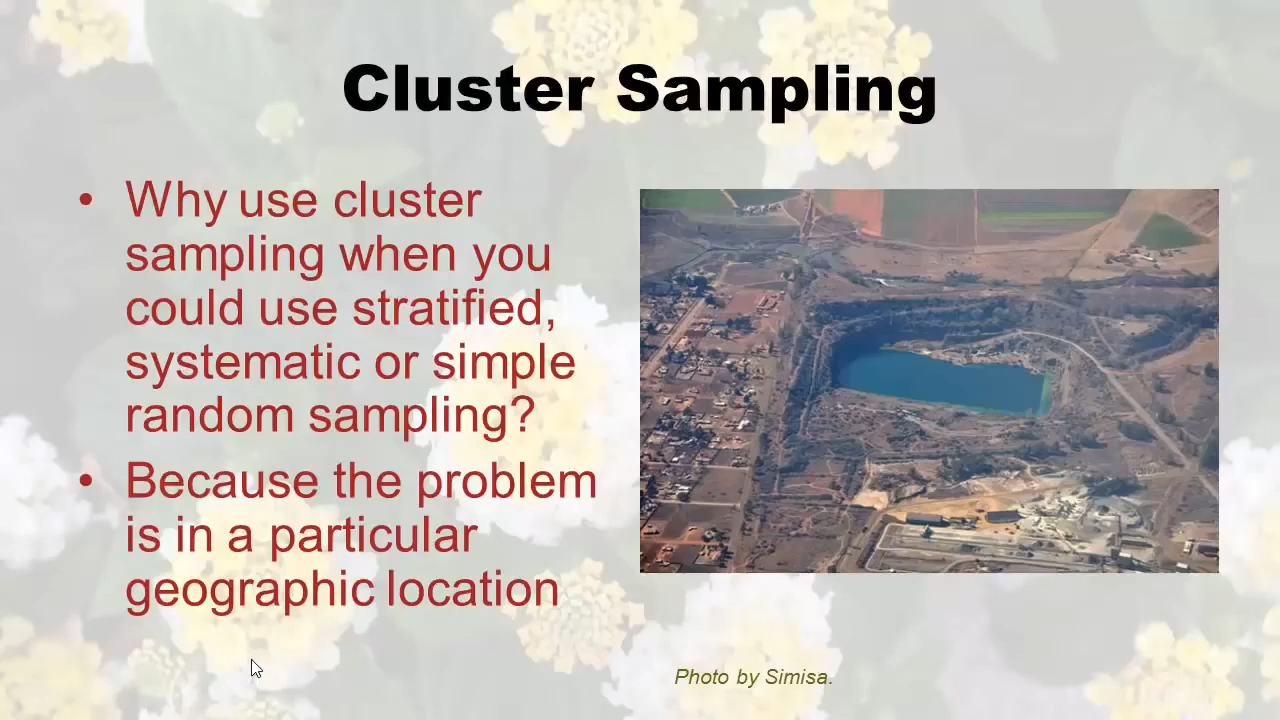 Cluster Sampling
• Why use cluster
sampling when you
could use stratified,
systematic or simple
random sampling?
• Because the problem
is in a particular
geographic location
Photo by Simisa.